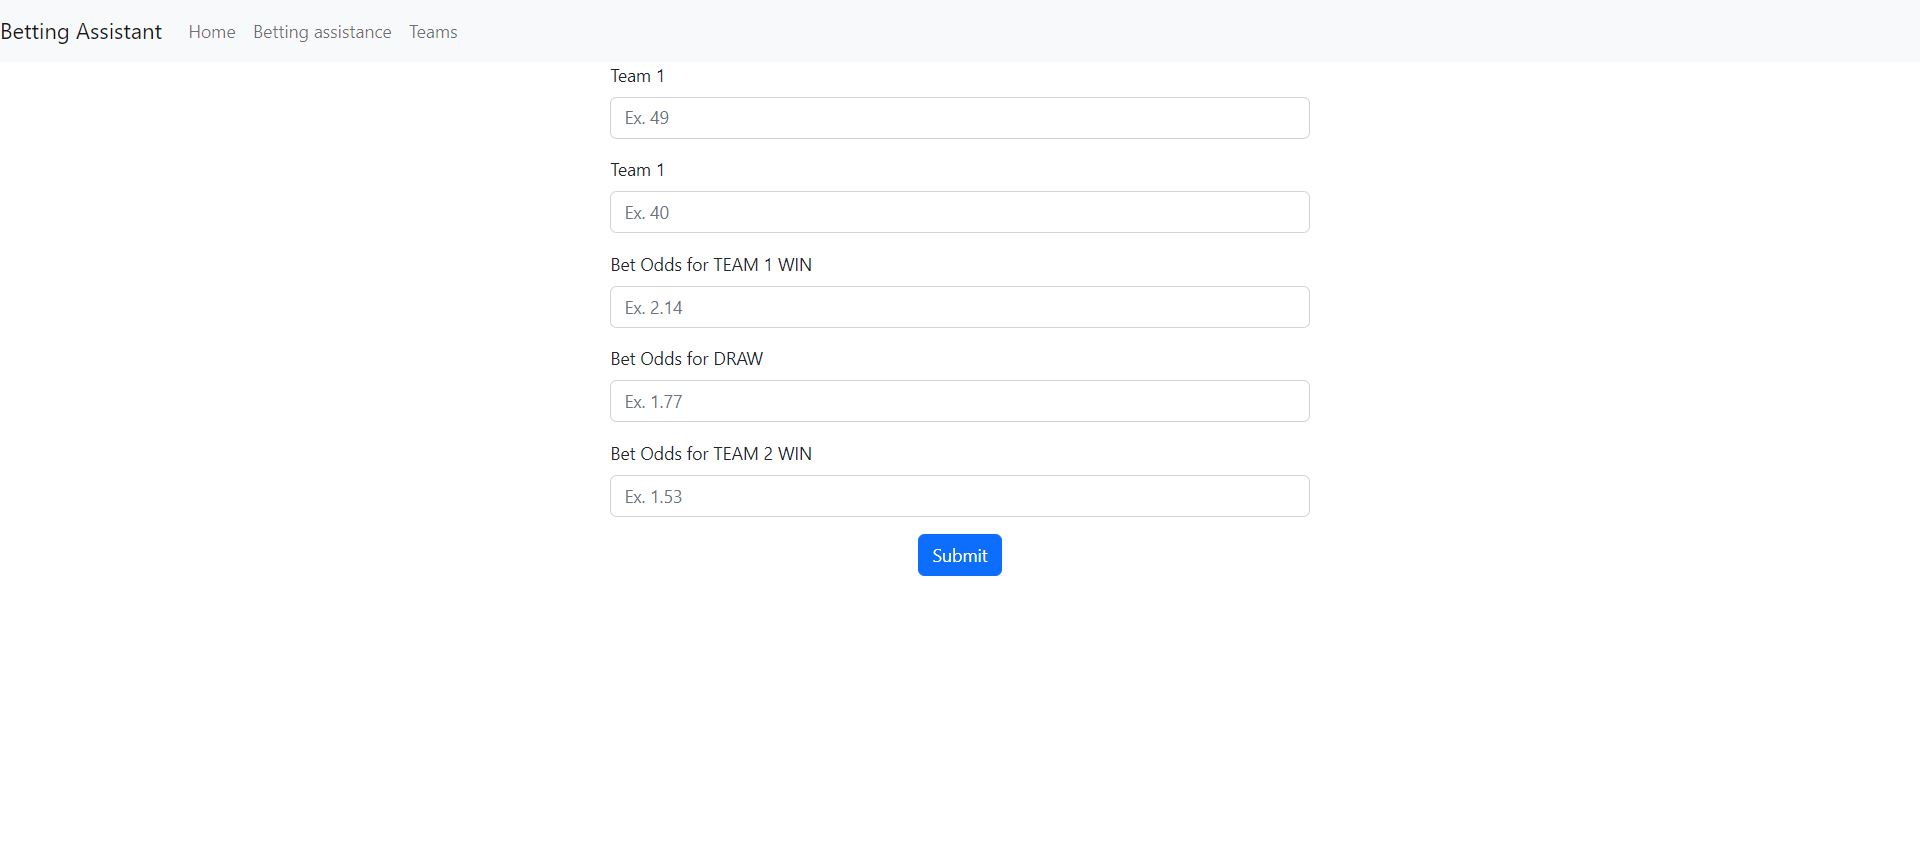 Betting Assistant Home Betting assistance Teams
Team 1
Ex. 49
Team 1
Ex. 40
Bet Odds for TEAM 1 WIN
Ex. 2.14
Bet Odds for DRAW
Ex. 1.77
Bet Odds for TEAM 2 WIN
Ex. 1.53
Submit